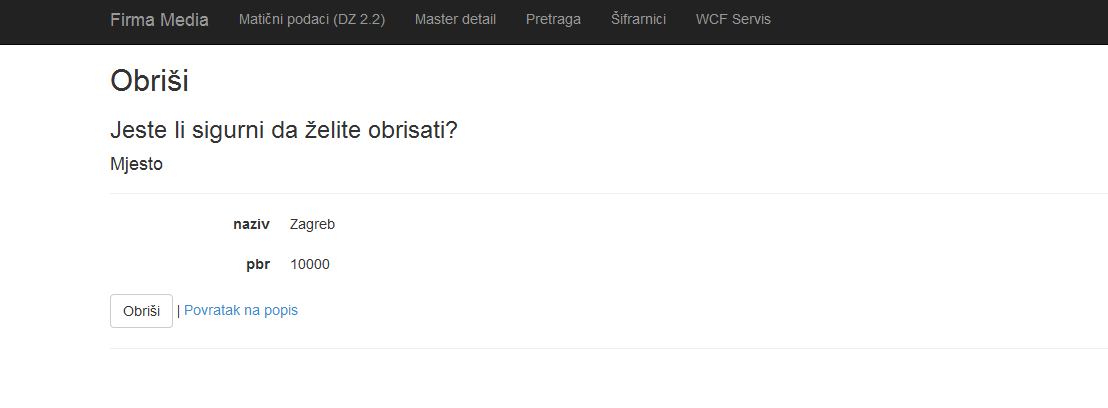 Firma Media Matični podaci (DZ 2.2) Master detail Pretraga Šifrarnici WCF Servis
Obriši
Jeste li sigurni da želite obrisati?
Mjesto
naziv Zagreb
pbr 10000
Obriši | Povratak na popis